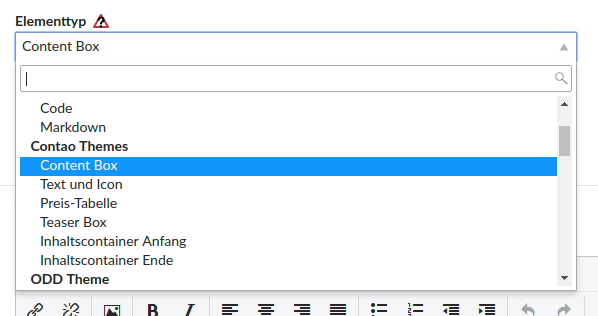 Elementtyp
Content Box
Code
Markdown
Contao Themes
Content Box
Text und Icon
Preis-Tabelle
Teaser Box
Inhaltscontainer Anfang
Inhaltscontainer Ende
ODD Theme
B I